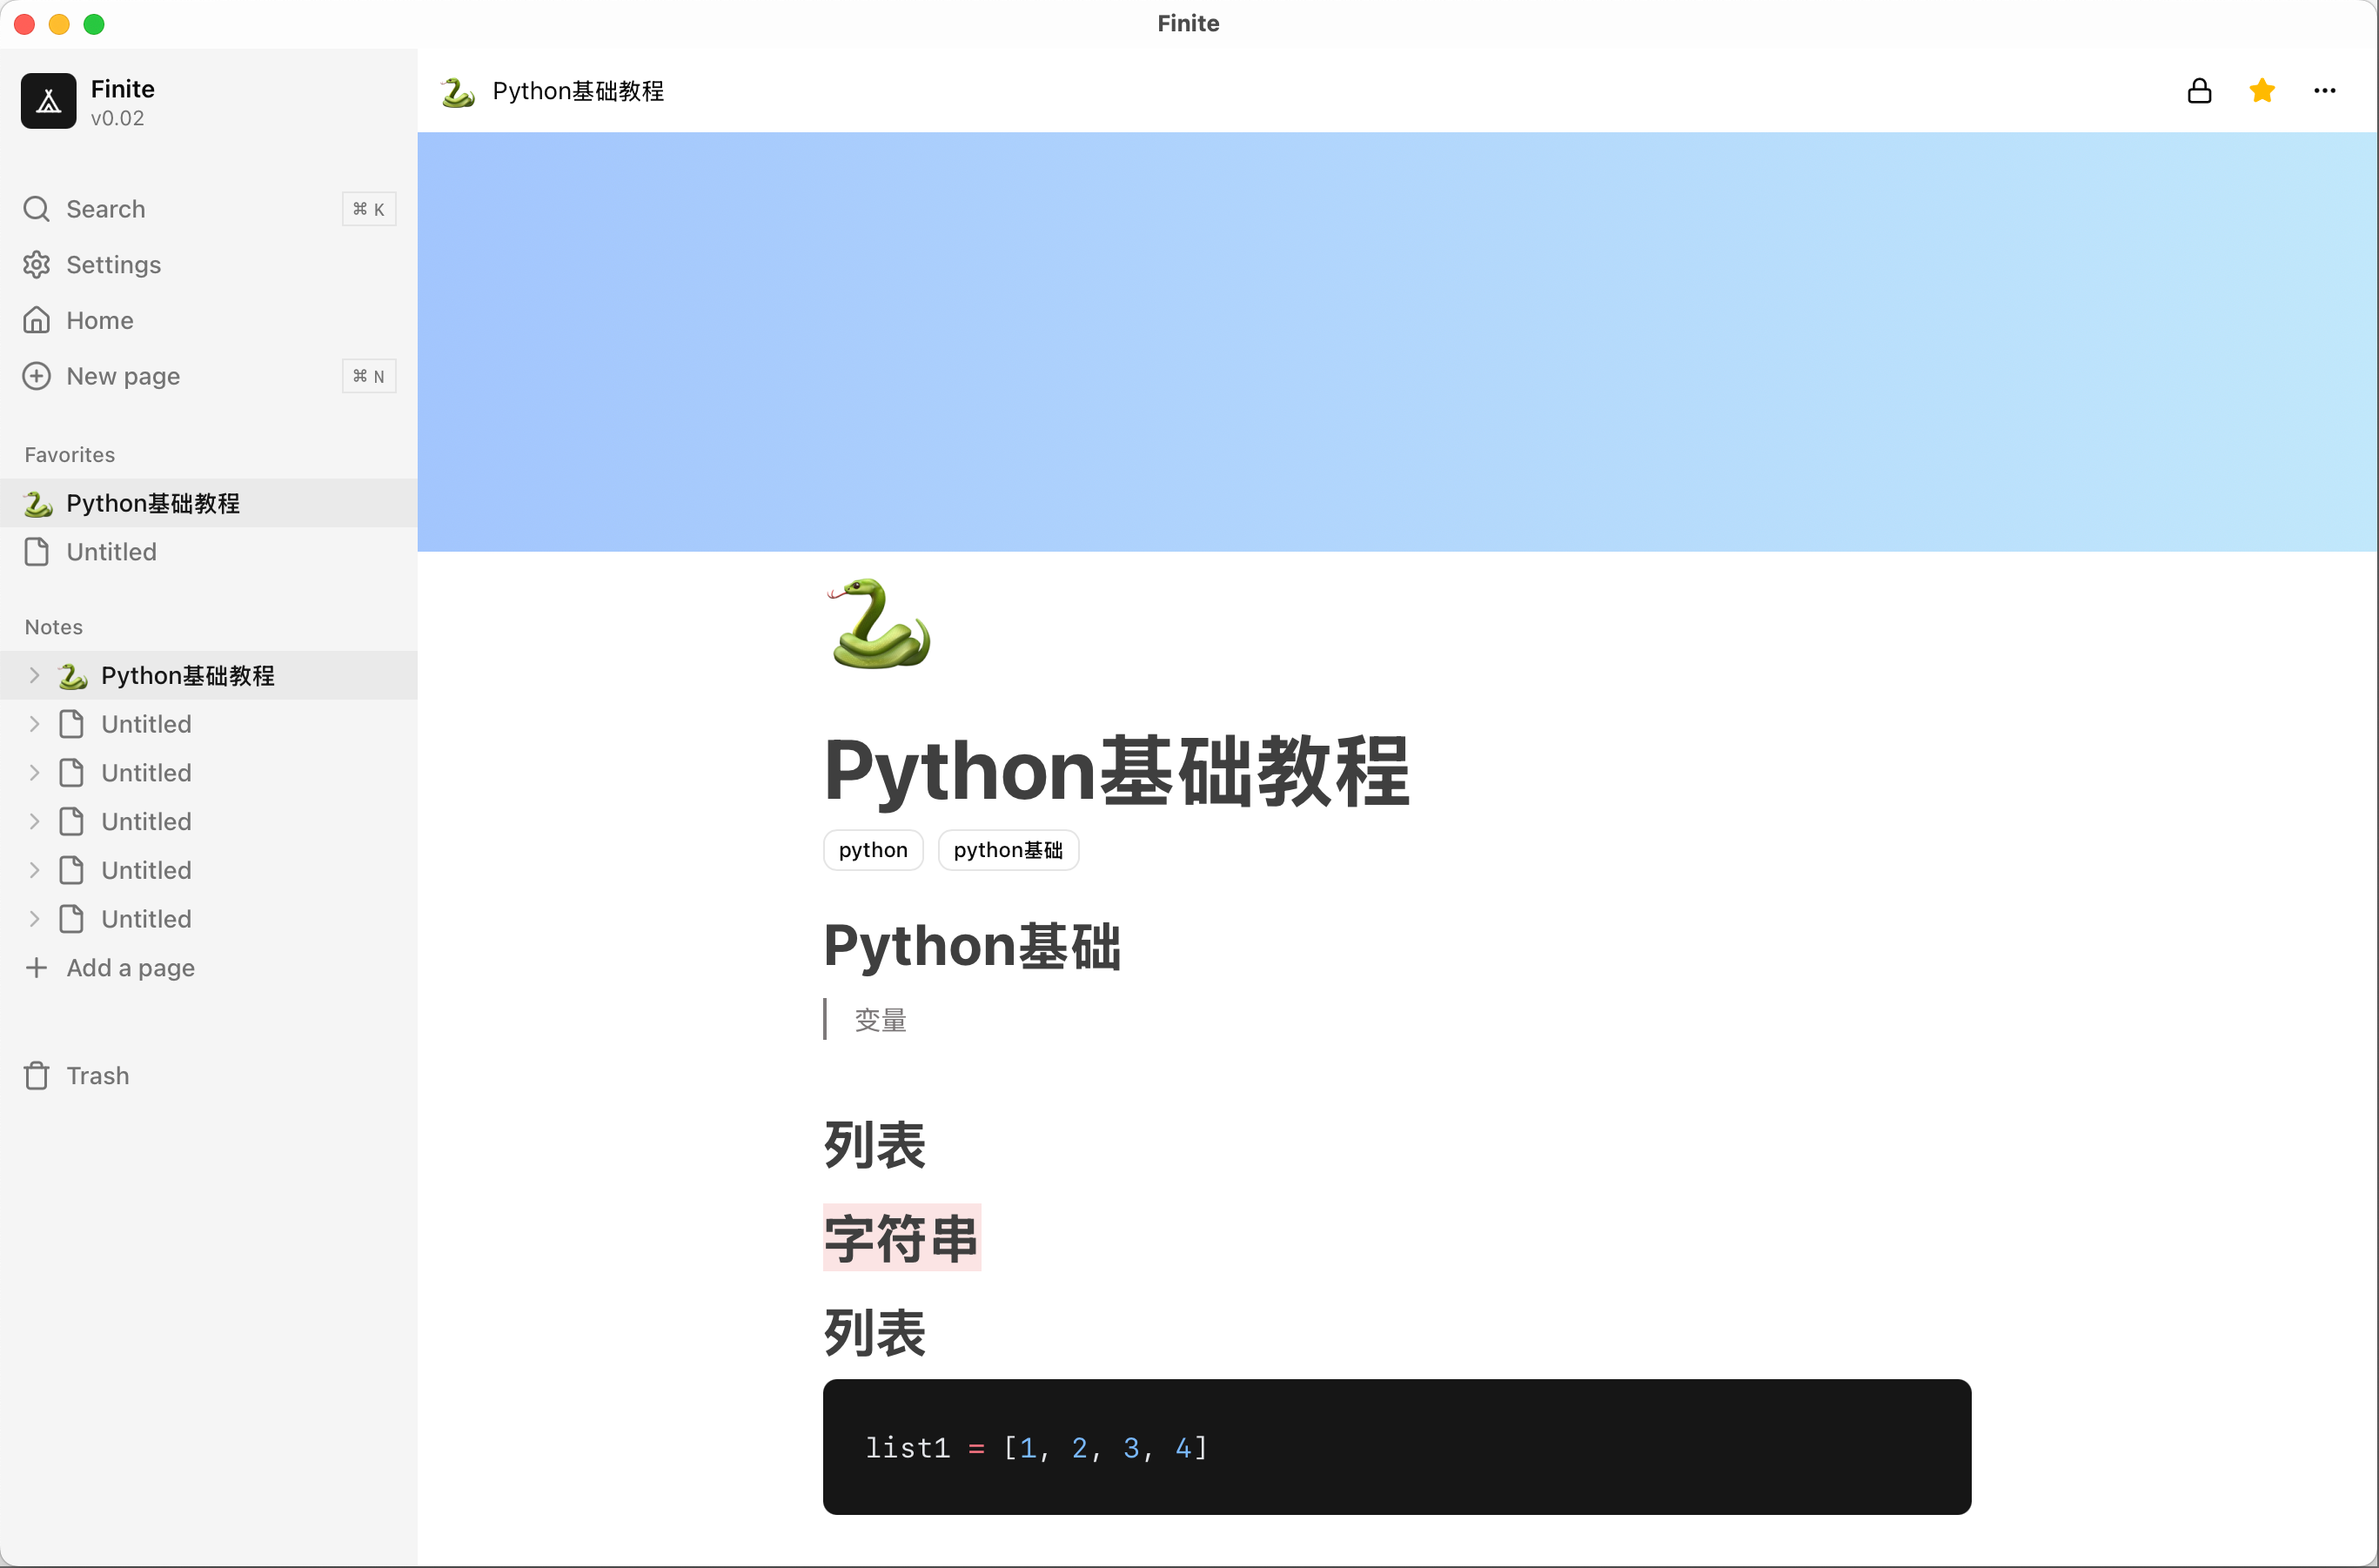 Finite
Finite
v0.02
Search ⌘ K
Settings
Home
New page ⌘ N
Favorites
Python基础教程
Untitled
Notes
Python基础教程
Untitled
Untitled
Untitled
Untitled
Untitled
Add a page
Trash
Python基础教程
Python基础教程
python python基础
Python基础
变量
列表
字符串
列表
list1 = [1, 2, 3, 4]